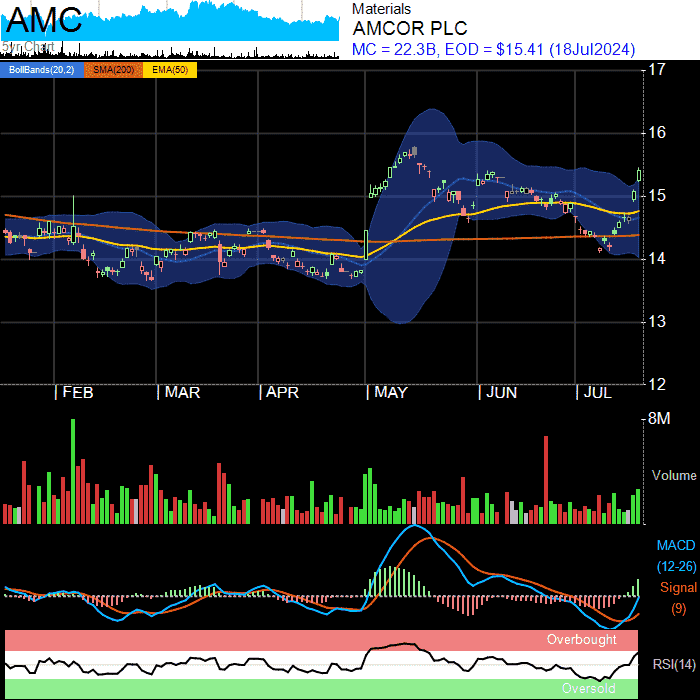 AMC
5yr Chart
Materials
AMCOR PLC
MC = 22.3B, EOD = $15.41 (18Jul2024)
BollBands(20,2) SMA(200) EMA(50)
17
16
15
14
13
12
| FEB | MAR | APR | MAY | JUN | JUL
8M
Volume
MACD
(12-26)
Signal
(9)
Overbought
RSI(14)
Oversold